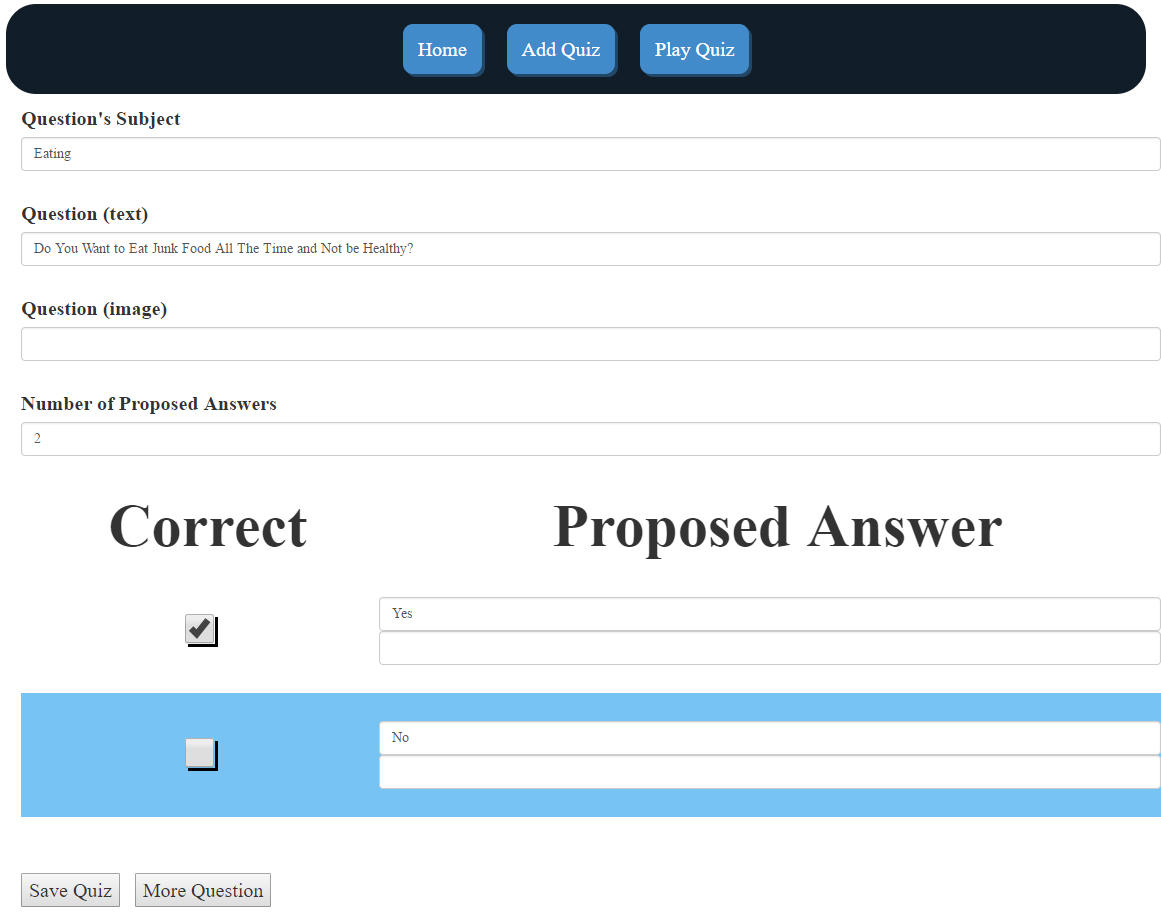 Home Add Quiz Play Quiz
Question's Subject
Eating
Question (text)
Do You Want to Eat Junk Food All The Time and Not be Healthy?
Question (image)
Number of Proposed Answers
2
Correct Proposed Answer
Yes
No
Save Quiz More Question